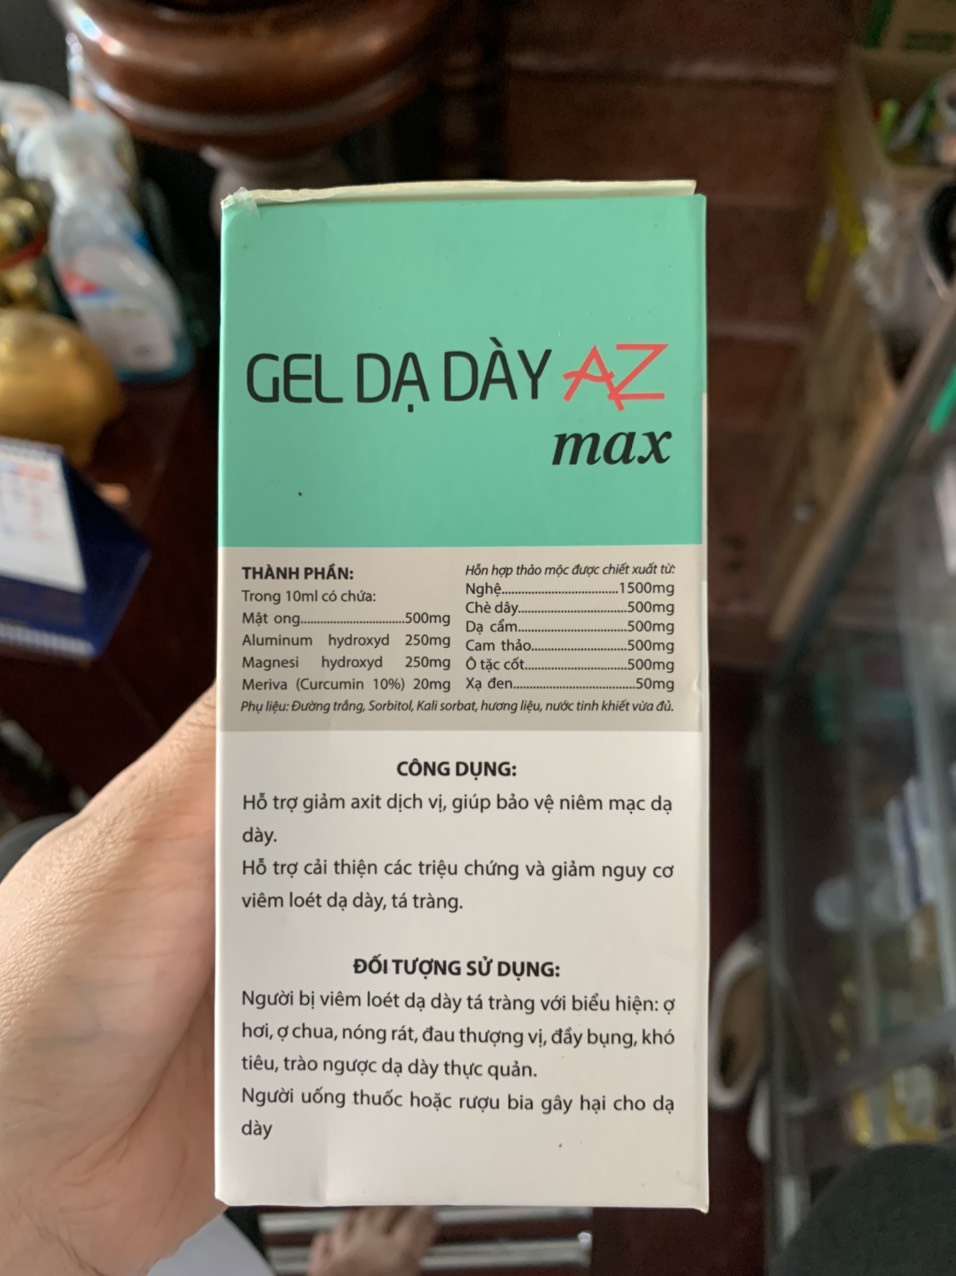 GEL DẠ DÀY AZ
max
THÀNH PHẦN:
Trong 10ml có chứa:
Mật ong................................500mg
Aluminum hydroxyd 250mg
Magnesi hydroxyd 250mg
Meriva (Curcumin 10%) 20mg
Hỗn hợp thảo mộc được chiết xuất từ:
Nghệ...................................1500mg
Chè dây.................................500mg
Dạ cẩm.................................500mg
Cam thảo.............................500mg
Ô tặc cốt...............................500mg
Xạ đen.....................................50mg
Phụ liệu: Đường trắng, Sorbitol, Kali sorbat, hương liệu, nước tinh khiết vừa đủ.
CÔNG DỤNG:
Hỗ trợ giảm axit dịch vị, giúp bảo vệ niêm mạc dạ
dày.
Hỗ trợ cải thiện các triệu chứng và giảm nguy cơ
viêm loét dạ dày, tá tràng.
ĐỐI TƯỢNG SỬ DỤNG:
Người bị viêm loét dạ dày tá tràng với biểu hiện: ợ
hơi, ợ chua, nóng rát, đau thượng vị, đầy bụng, khó
tiêu, trào ngược dạ dày thực quản.
Người uống thuốc hoặc rượu bia gây hại cho dạ
dày